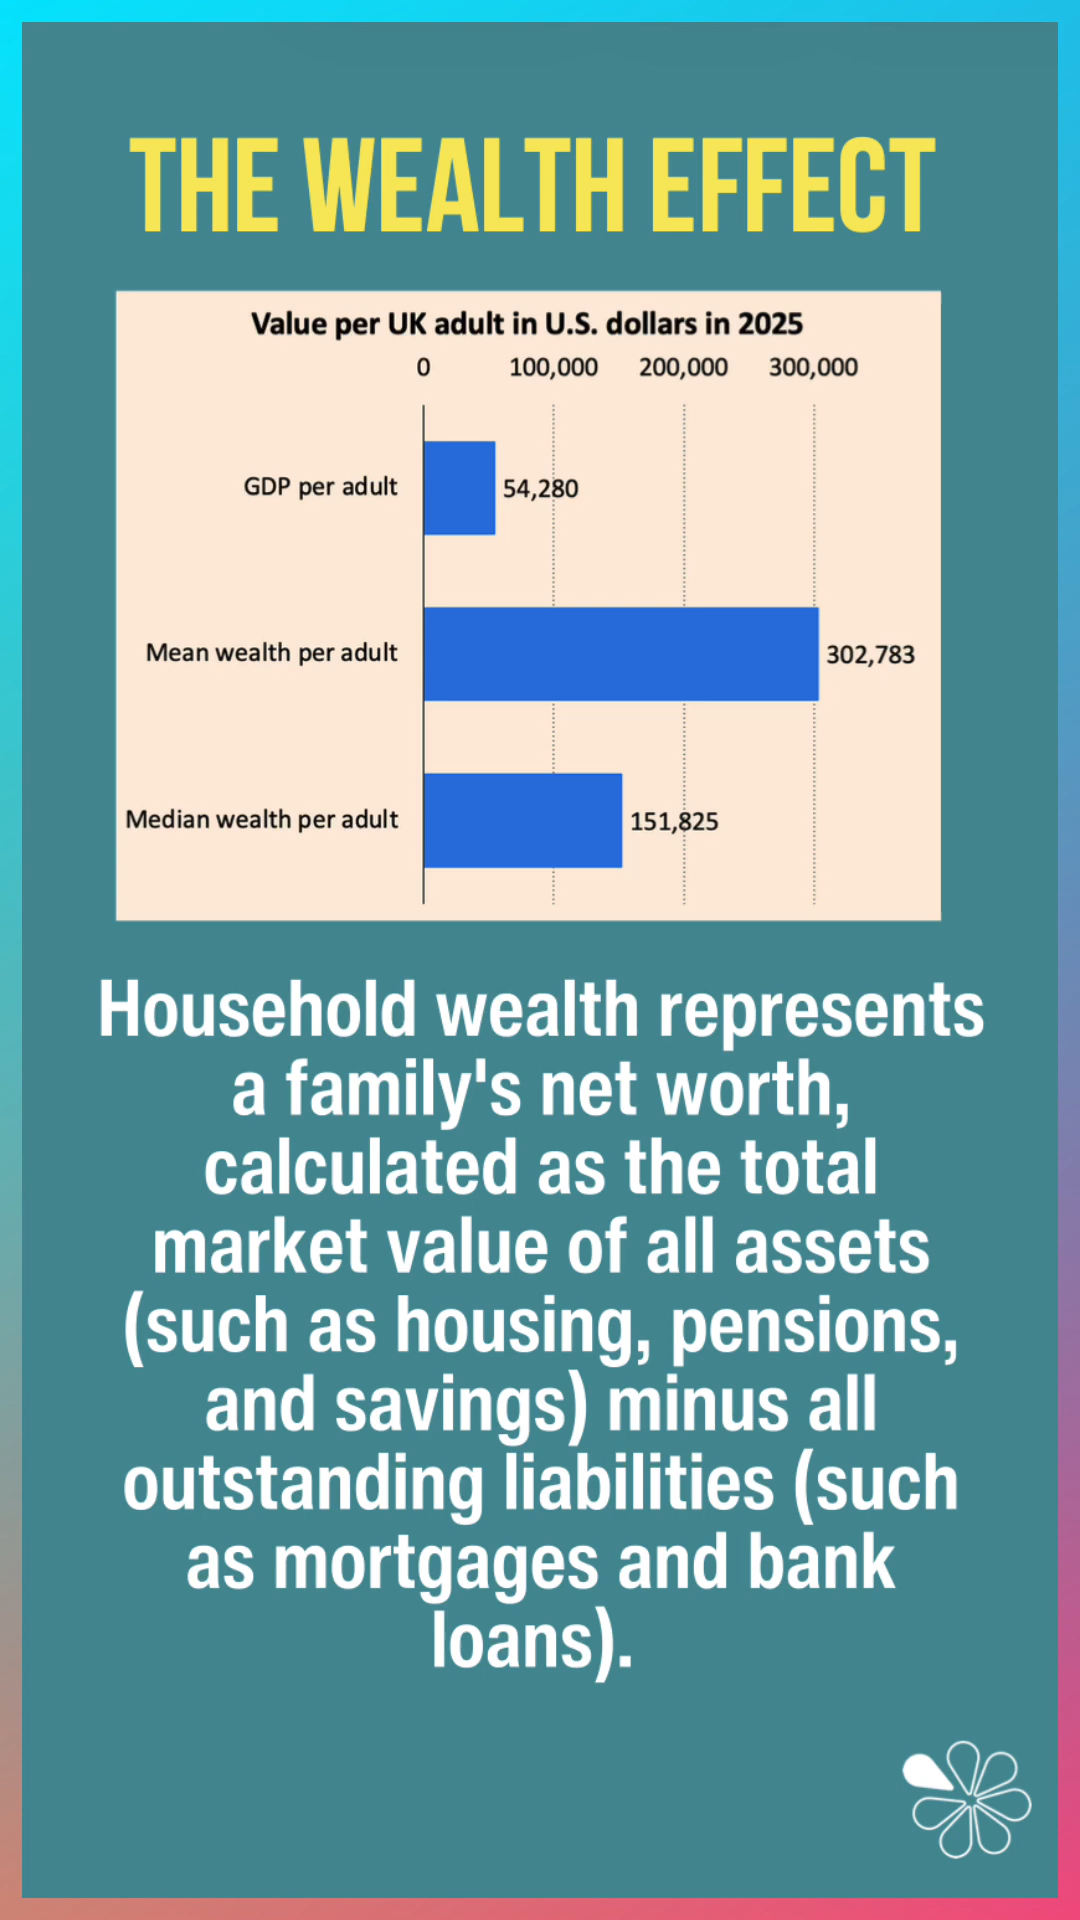 THE WEALTH EFFECT
Value per UK adult in U.S. dollars in 2025
0 100,000 200,000 300,000
GDP per adult 54,280
Mean wealth per adult 302,783
Median wealth per adult 151,825
Household wealth represents
a family's net worth,
calculated as the total
market value of all assets
(such as housing, pensions,
and savings) minus all
outstanding liabilities (such
as mortgages and bank
loans).